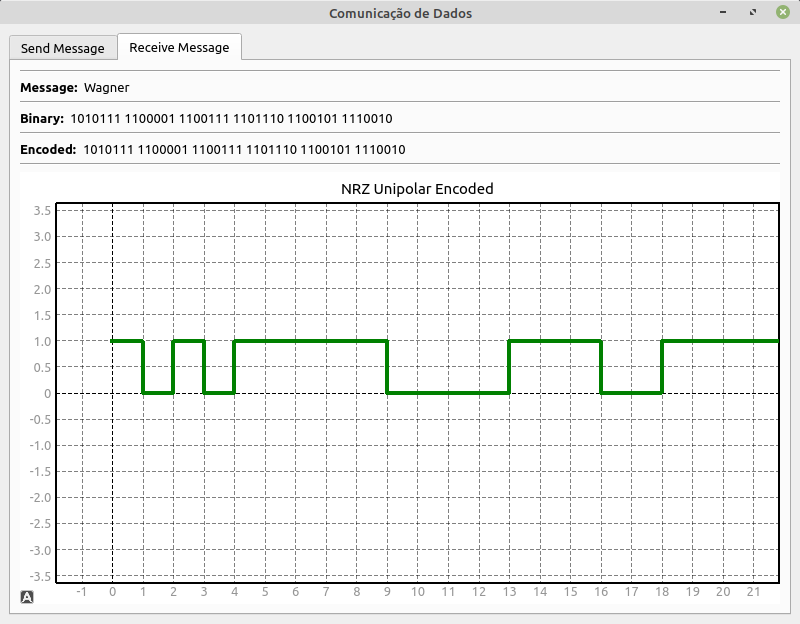 Comunicação de Dados
Send Message Receive Message
Message: Wagner
Binary: 1010111 1100001 1100111 1101110 1100101 1110010
Encoded: 1010111 1100001 1100111 1101110 1100101 1110010
NRZ Unipolar Encoded
3.5
3.0
2.5
2.0
1.5
1.0
0.5
0
-0.5
-1.0
-1.5
-2.0
-2.5
-3.0
-3.5
-1 0 1 2 3 4 5 6 7 8 9 10 11 12 13 14 15 16 17 18 19 20 21
A